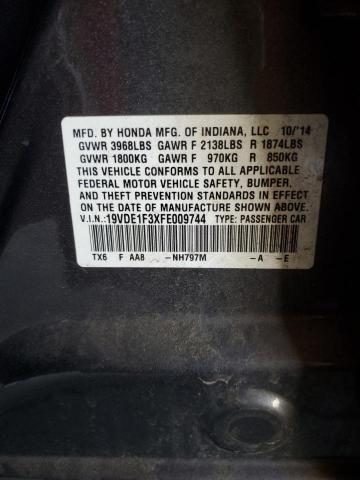 MFD. BY HONDA MFG. OF INDIANA, LLC 10/'14
GVWR 3968LBS GAWR F 2138LBS R 1874LBS
GVWR 1800KG GAWR F 970KG R 850KG
THIS VEHICLE CONFORMS TO ALL APPLICABLE
FEDERAL MOTOR VEHICLE SAFETY, BUMPER,
AND THEFT PREVENTION STANDARDS IN EFFECT
ON THE DATE OF MANUFACTURE SHOWN ABOVE.
V.I.N.:19VDE1F3XFE009744 TYPE: PASSENGER CAR
TX6 F AA8 -NH797M -A -E